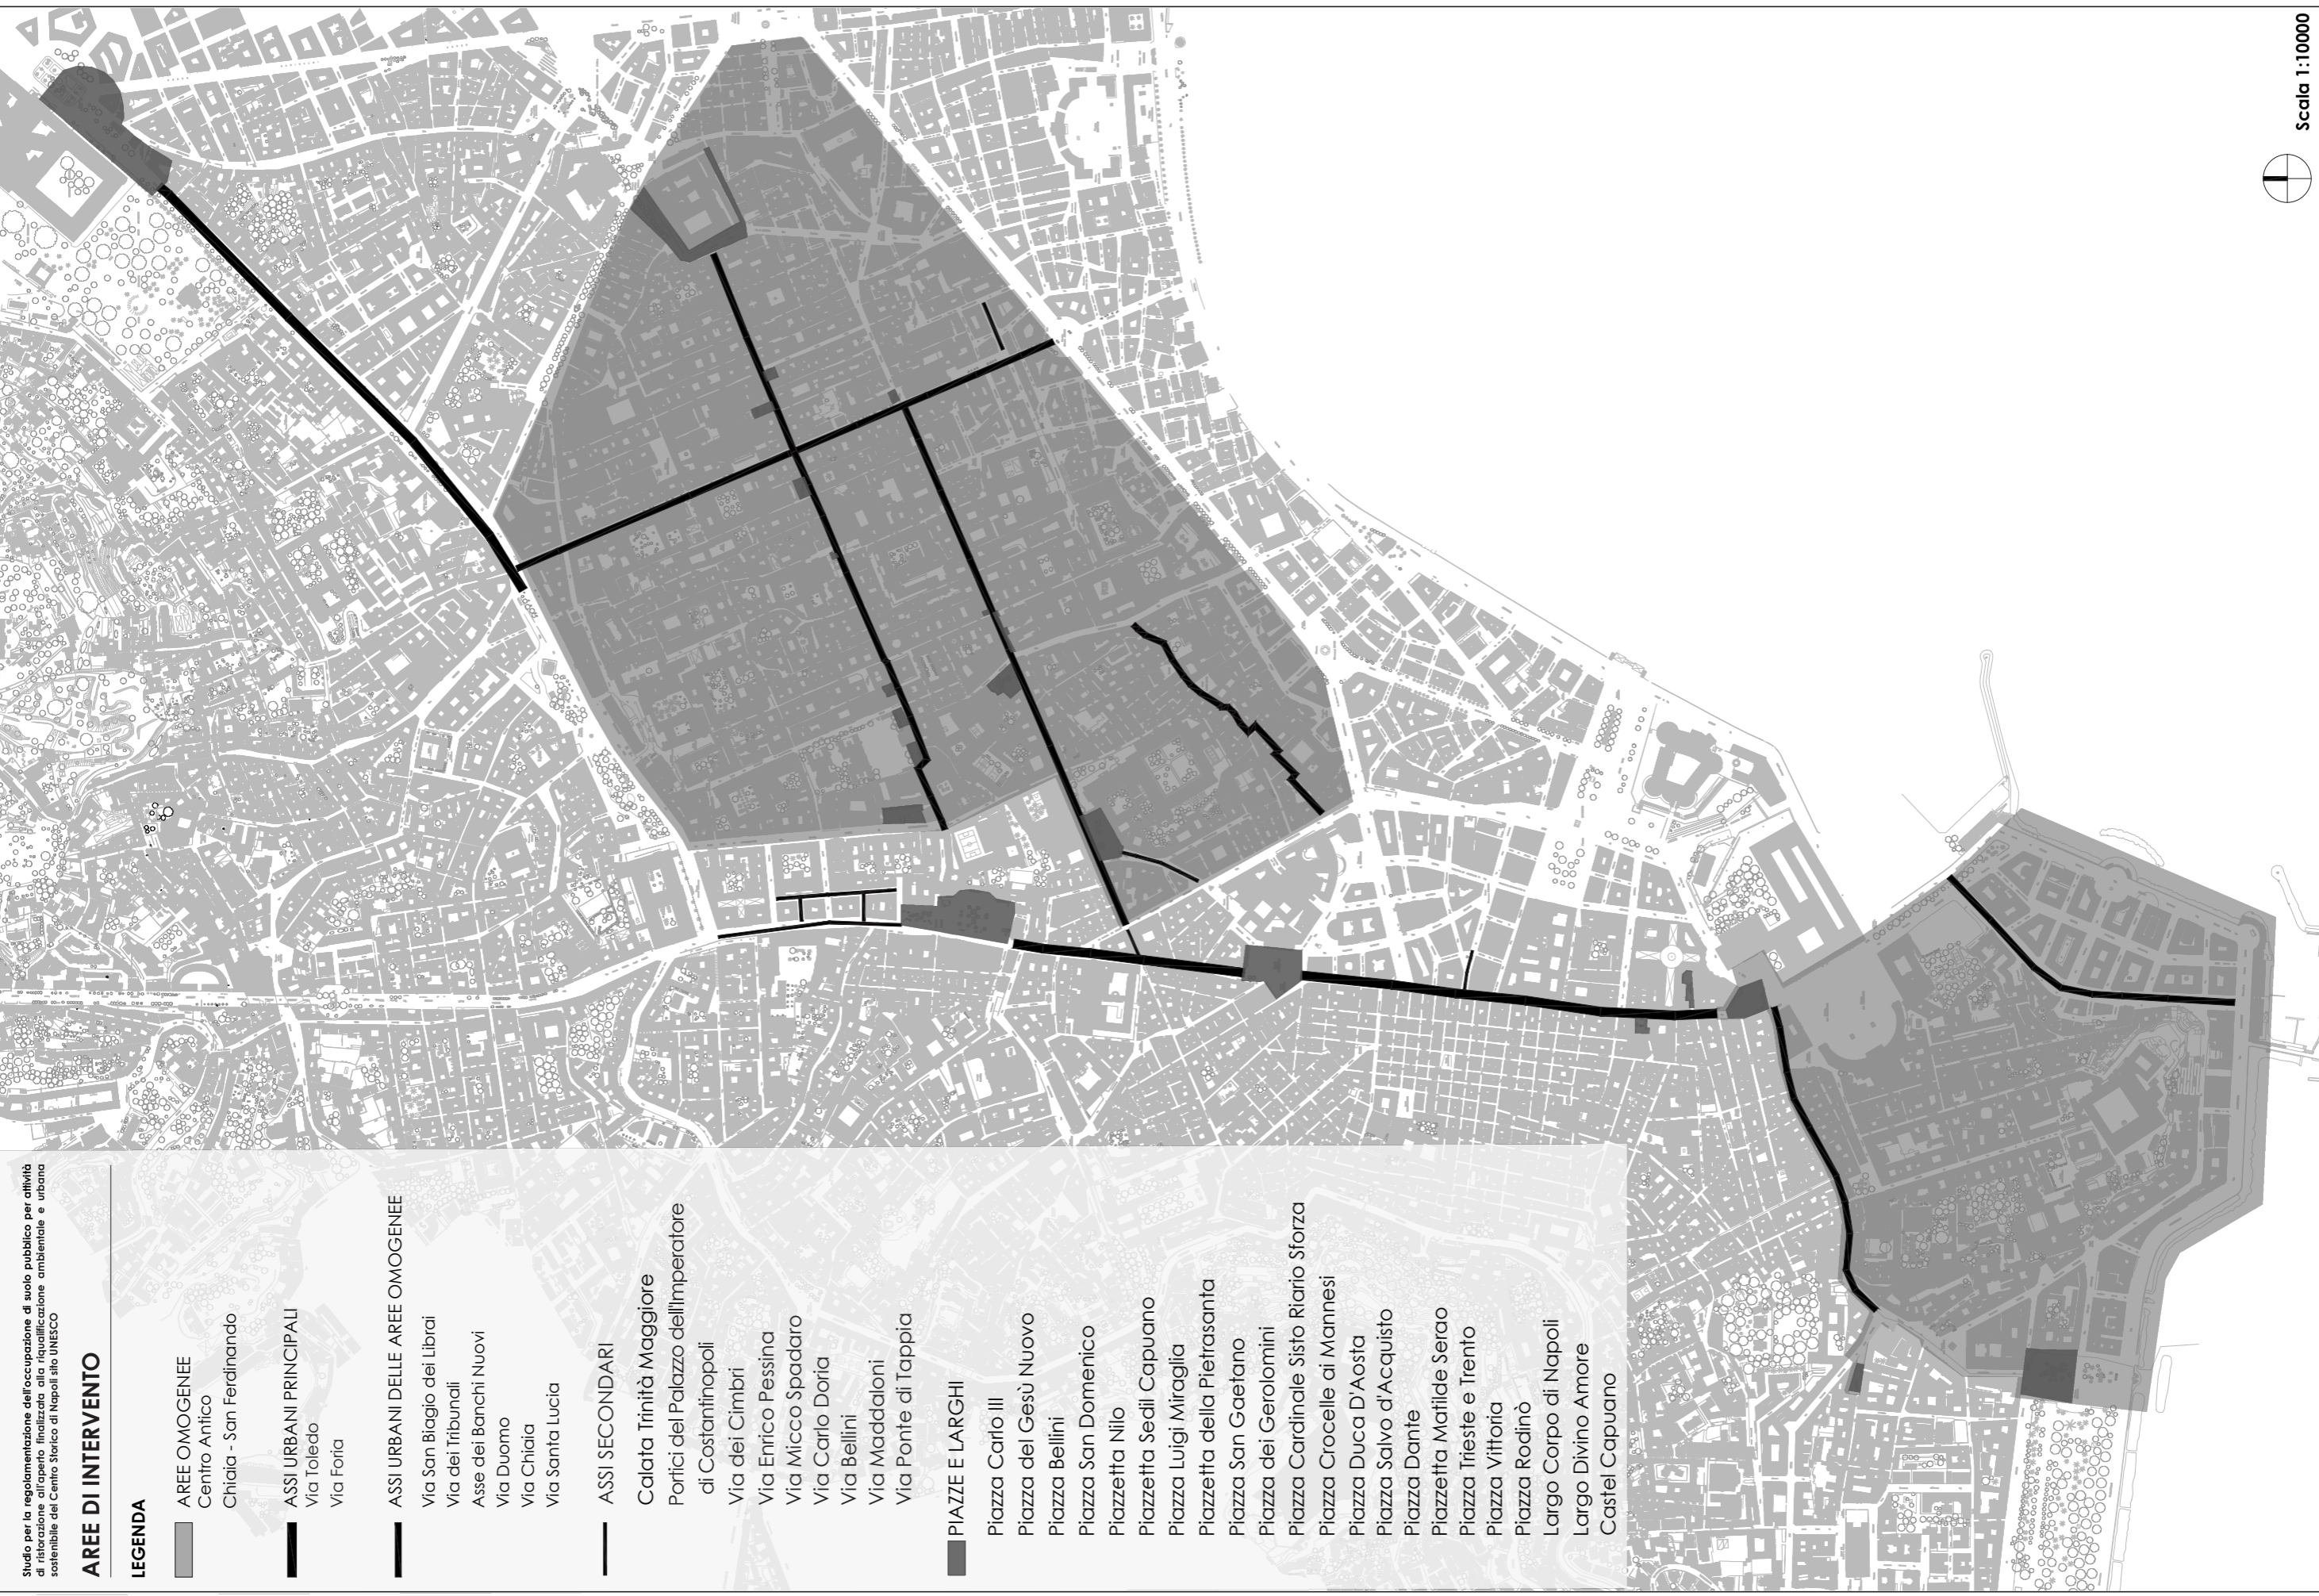 Studio per la regolamentazione dell'occupazione di suolo pubblico per attività
di ristorazione all'aperto finalizzata alla riqualificazione ambientale e urbana
sostenibile del Centro Storico di Napoli sito UNESCO
AREE DI INTERVENTO
LEGENDA
AREE OMOGENEE
Centro Antico
Chiaia - San Ferdinando
ASSI URBANI PRINCIPALI
Via Toledo
Via Foria
ASSI URBANI DELLE AREE OMOGENEE
Via San Biagio dei Librai
Via dei Tribunali
Asse dei Banchi Nuovi
Via Duomo
Via Chiaia
Via Santa Lucia
ASSI SECONDARI
Calata Trinità Maggiore
Portici del Palazzo dell'Imperatore
di Costantinopoli
Via dei Cimbri
Via Enrico Pessina
Via Micco Spadaro
Via Carlo Doria
Via Bellini
Via Maddaloni
Via Ponte di Tappia
PIAZZE E LARGHI
Piazza Carlo III
Piazza del Gesù Nuovo
Piazza Bellini
Piazza San Domenico
Piazzetta Nilo
Piazzetta Sedil Capuano
Piazza Luigi Miraglia
Piazzetta della Pietrasanta
Piazza San Gaetano
Piazza dei Gerolomini
Piazza Cardinale Sisto Riario Sforza
Piazza Crocelle ai Mannesi
Piazza Duca D'Aosta
Piazza Salvo d'Acquisto
Piazza Dante
Piazzetta Matilde Serao
Piazza Trieste e Trento
Piazza Vittoria
Piazza Rodinò
Largo Corpo di Napoli
Largo Divino Amore
Castel Capuano
Scala 1:10000